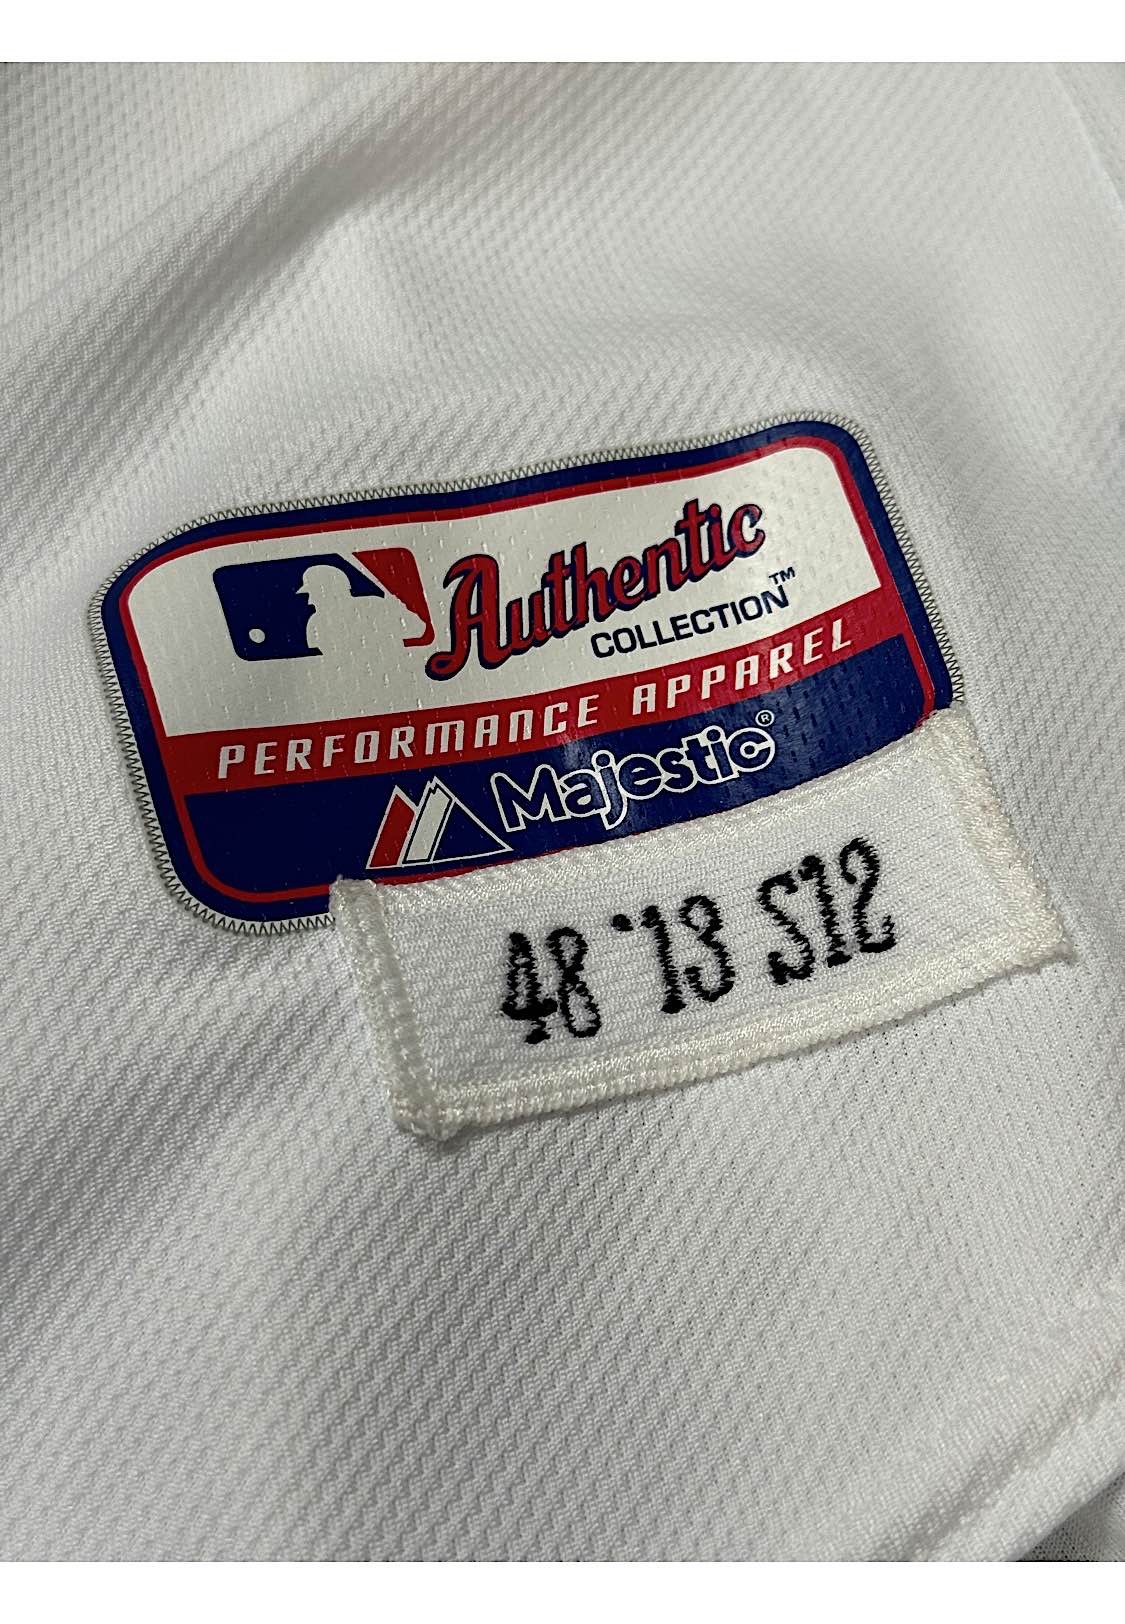 Authentic
COLLECTION™
PERFORMANCE APPAREL
Majestic®
48 '13 S12